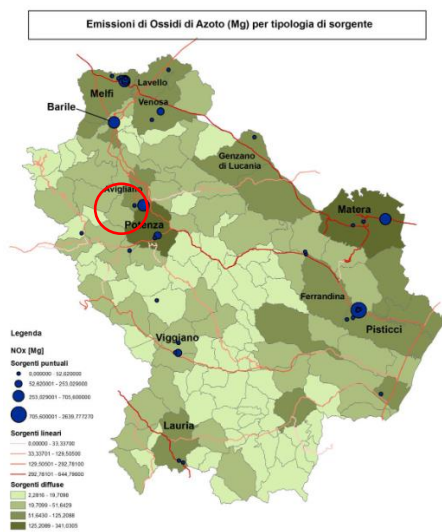 Emissioni di Ossidi di Azoto (Mg) per tipologia di sorgente
Lavello
Melfi
Venosa
Barile
Genzano
di Lucania
Avigliano
Potenza
Matera
Ferrandina
Pisticci
Viggiano
Lauria
Legenda
NOx [Mg]
Sorgenti puntuali
0,000000 - 52,620000
52,620001 - 253,029000
253,029001 - 705,600000
705,600001 - 2639,777270
Sorgenti lineari
0,00000 - 33,33700
33,33701 - 129,50500
129,50501 - 292,78100
292,78101 - 544,79800
Sorgenti diffuse
2,2816 - 19,7098
19,7099 - 51,6429
51,6430 - 125,2098
125,2099 - 341,0305